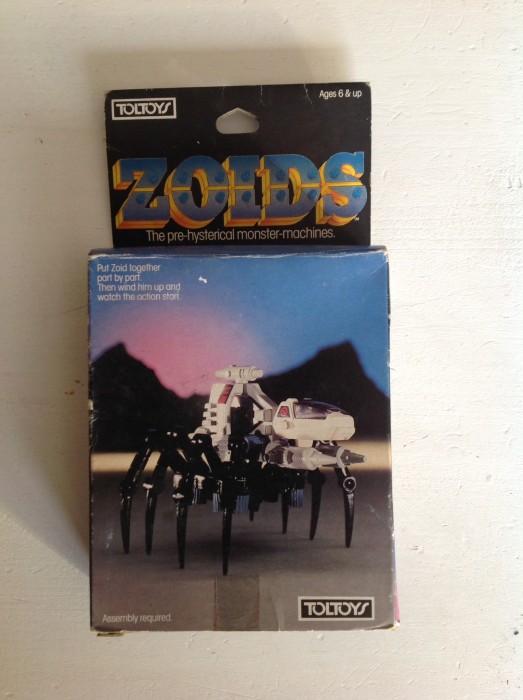 TOLTOYS
Ages 6 & up
ZOIDS
The pre-hysterical monster-machines.
Put Zoid together
part by part.
Then wind him up and
watch the action start.
Assembly required.
TOLTOYS